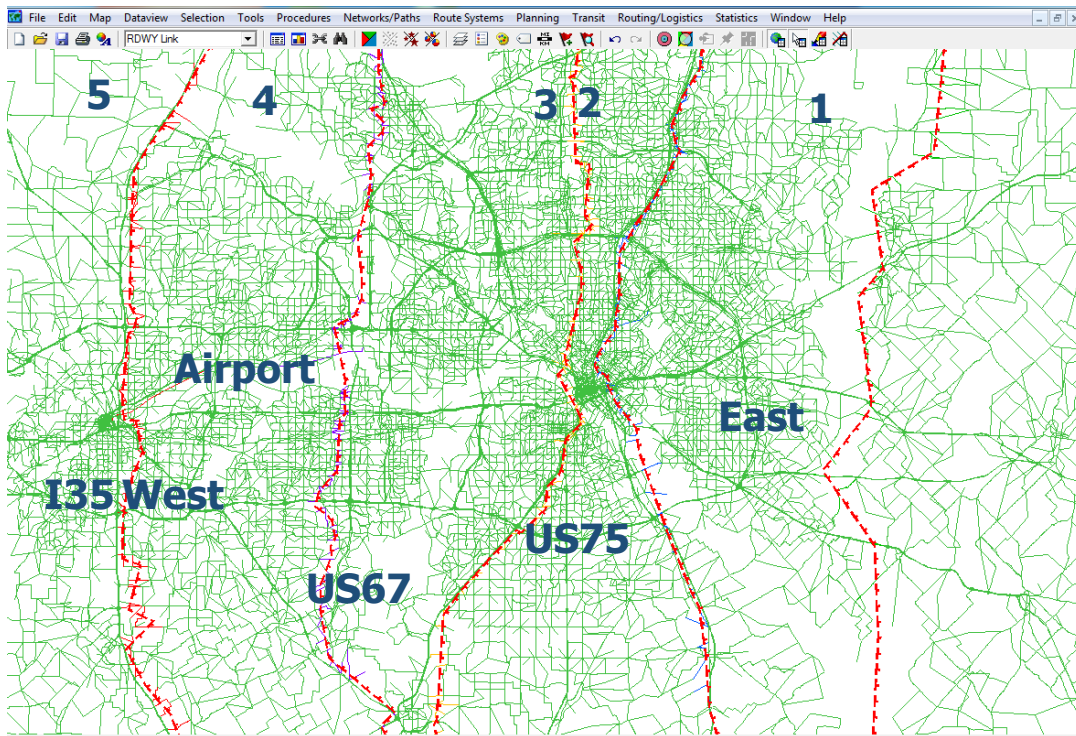 File Edit Map Dataview Selection Tools Procedures Networks/Paths Route Systems Planning Transit Routing/Logistics Statistics Window Help
RDWY Link
5 4 3 2 1
Airport
East
I35 West
US75
US67